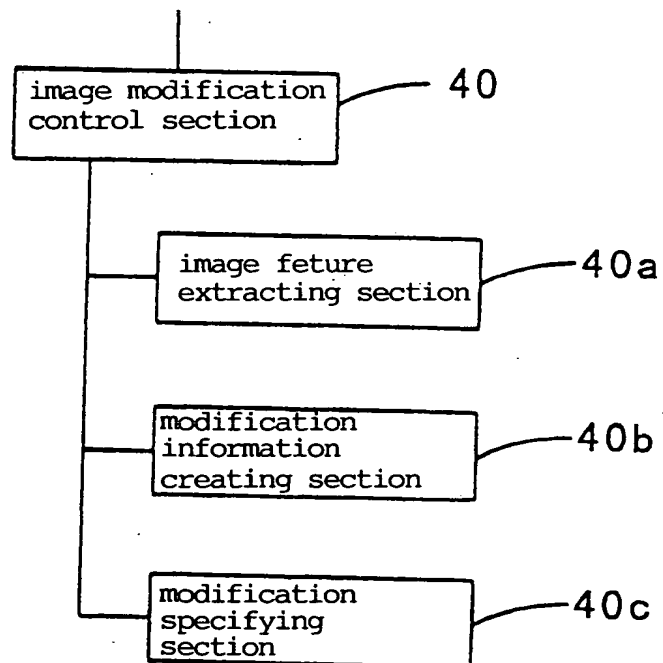 image modification
control section
40
image feture
extracting section
40a
modification
information
creating section
40b
modification
specifying
section
40c